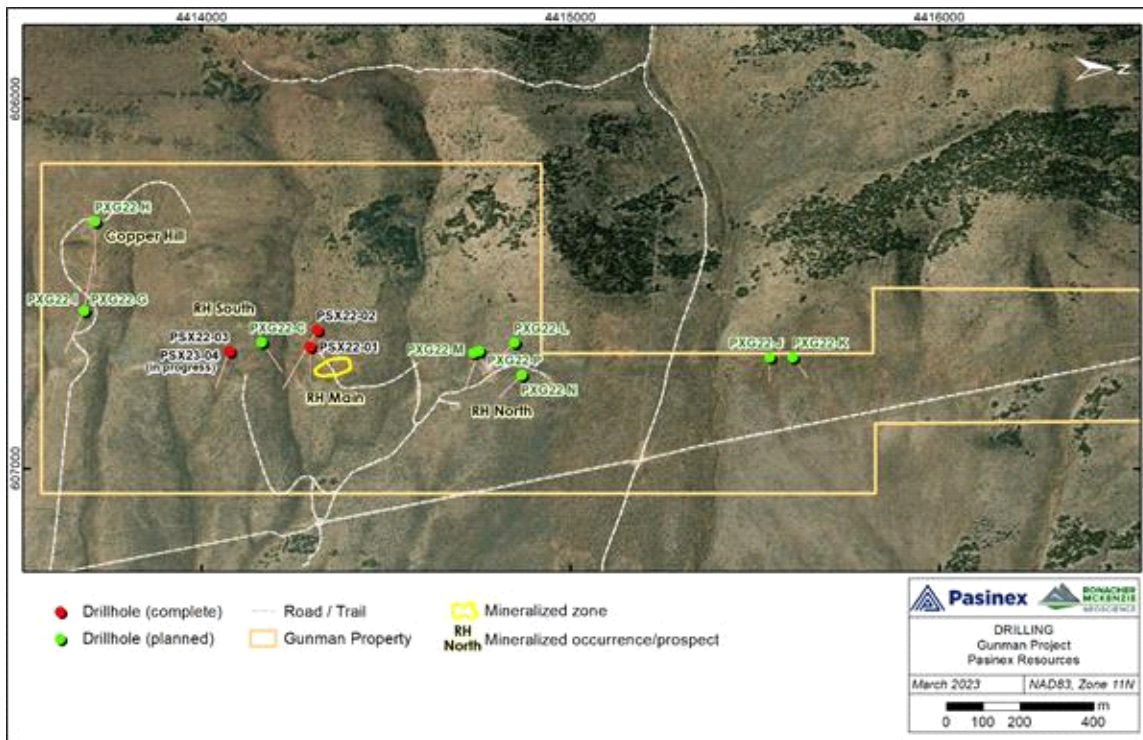 4414000
4415000
4416000
606000
607000
N
PXG22-H
Copper Hill
PXG22-I
PXG22-G
RH South
PXG22-C
PSX22-02
PSX22-03
PSX22-01
PSX23-04
(in progress)
RH Main
PXG22-L
PXG22-M
PXG22-P
PXG22-N
RH North
PXG22-J
PXG22-K
Drillhole (complete)
Road / Trail
Mineralized zone
Drillhole (planned)
Gunman Property
RH
North
Mineralized occurrence/prospect
Pasinex
RONACHER
MCKENZIE
GEOSCIENCE
DRILLING
Gunman Project
Pasinex Resources
March 2023
NAD83, Zone 11N
m
0 100 200 400